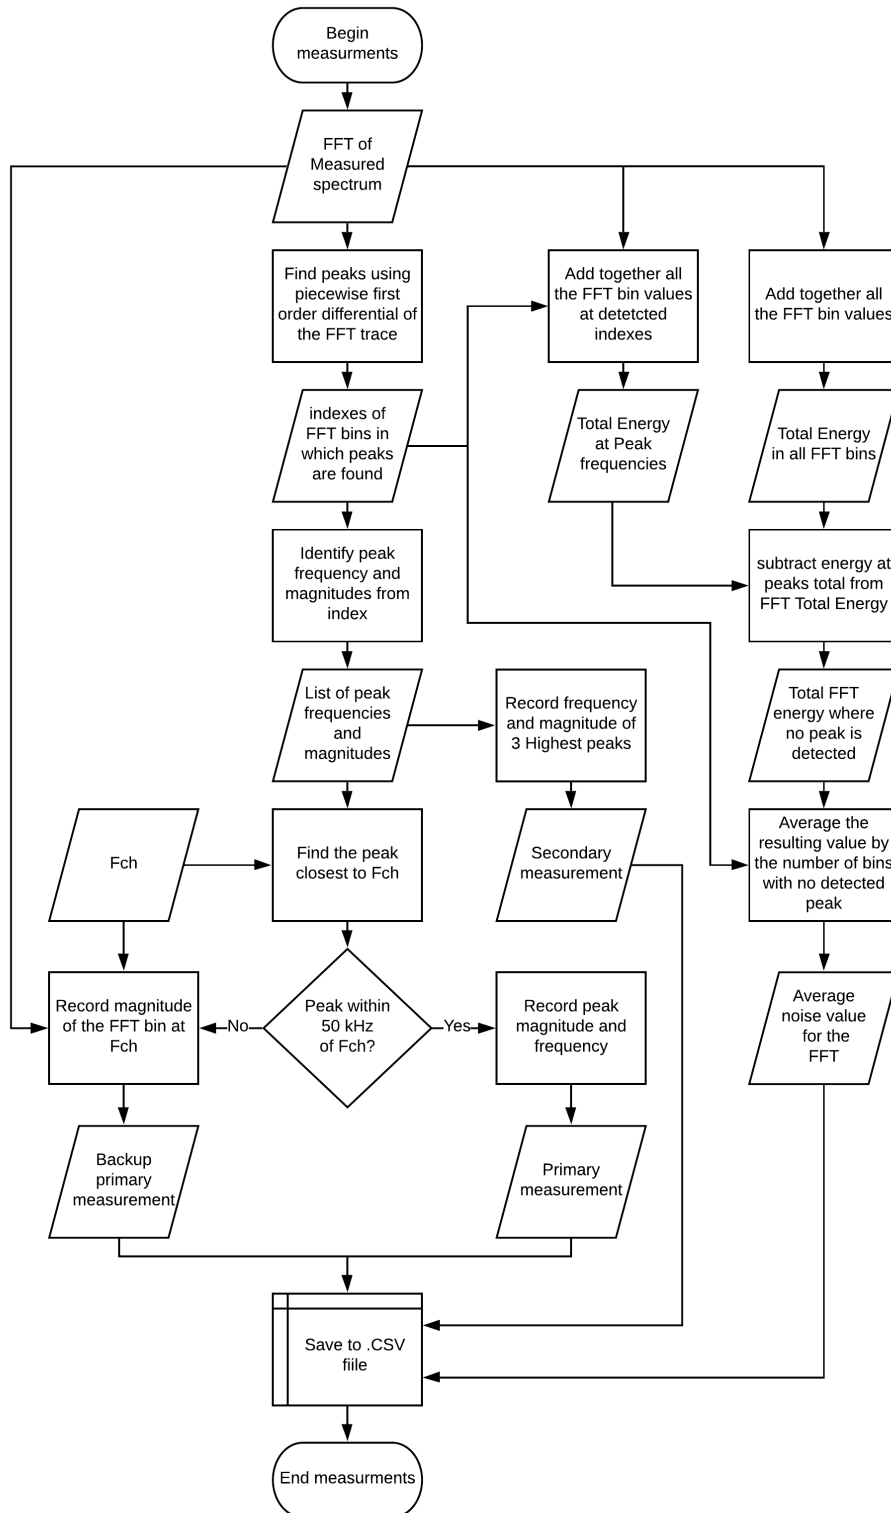 Begin
measurments
FFT of
Measured
spectrum
Find peaks using
piecewise first
order differential of
the FFT trace
Add together all
the FFT bin values
at detetcted
indexes
Add together all
the FFT bin values
indexes of
FFT bins in
which peaks
are found
Total Energy
at Peak
frequencies
Total Energy
in all FFT bins
Identify peak
frequency and
magnitudes from
index
subtract energy at
peaks total from
FFT Total Energy
List of peak
frequencies
and
magnitudes
Record frequency
and magnitude of
3 Highest peaks
Total FFT
energy where
no peak is
detected
Fch
Find the peak
closest to Fch
Secondary
measurement
Average the
resulting value by
the number of bins
with no detected
peak
Record magnitude
of the FFT bin at
Fch
No
Peak within
50 kHz
of Fch?
Yes
Record peak
magnitude and
frequency
Average
noise value
for the
FFT
Backup
primary
measurement
Primary
measurement
Save to .CSV
fiile
End measurments